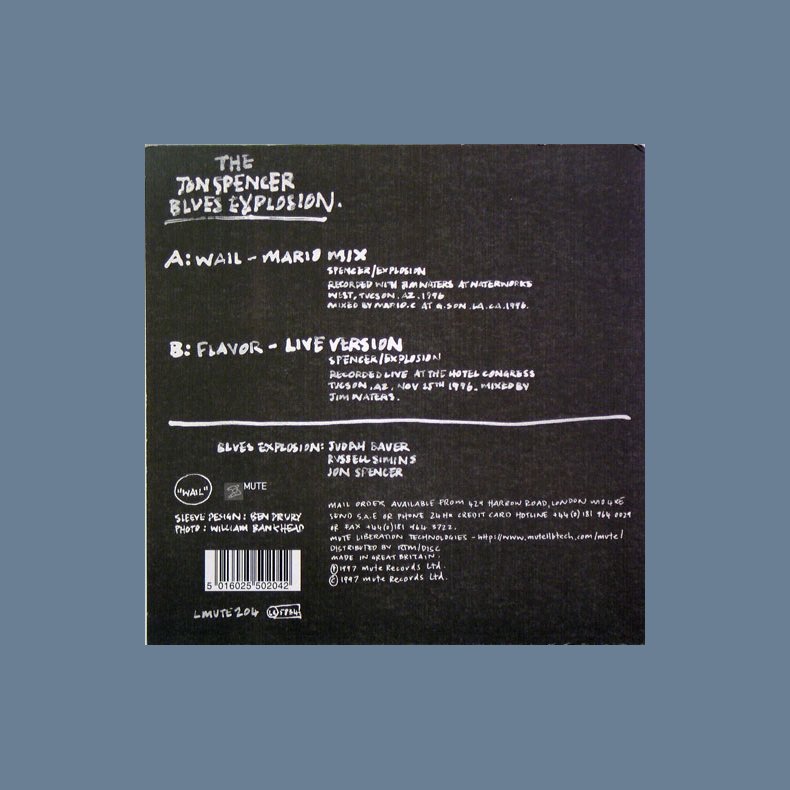 THE
JON SPENCER
BLUES EXPLOSION.
A: WAIL - MARIO MIX
SPENCER/EXPLOSION
RECORDED WITH JIM WATERS AT WATERWORKS
WEST, TUCSON. AZ. 1996
MIXED BY MARIO.C AT G.SON. LA. CA. 1996.
B: FLAVOR - LIVE VERSION
SPENCER/EXPLOSION
RECORDED LIVE AT THE HOTEL CONGRESS
TUCSON. AZ, NOV 25TH 1996. MIXED BY
JIM WATERS.
BLUES EXPLOSION: JUDAH BAUER
RUSSELL SIMINS
JON SPENCER
"WAIL"
MUTE
SLEEVE DESIGN: BEN DRURY
PHOTO: WILLIAM BANKHEAD
MAIL ORDER AVAILABLE FROM 429 HARROW ROAD, LONDON W10 4RE
SEND S.A.E OR PHONE 24HR CREDIT CARD HOTLINE +44(0)181 964 0029
OR FAX +44(0)181 964 3722.
MUTE LIBERATION TECHNOLOGIES - http://www.mutelibtech.com/mute/
DISTRIBUTED BY RTM/DISC
MADE IN GREAT BRITAIN.
Ⓟ 1997 Mute Records Ltd.
© 1997 Mute Records Ltd.
5 016025 502042
LMUTE 204